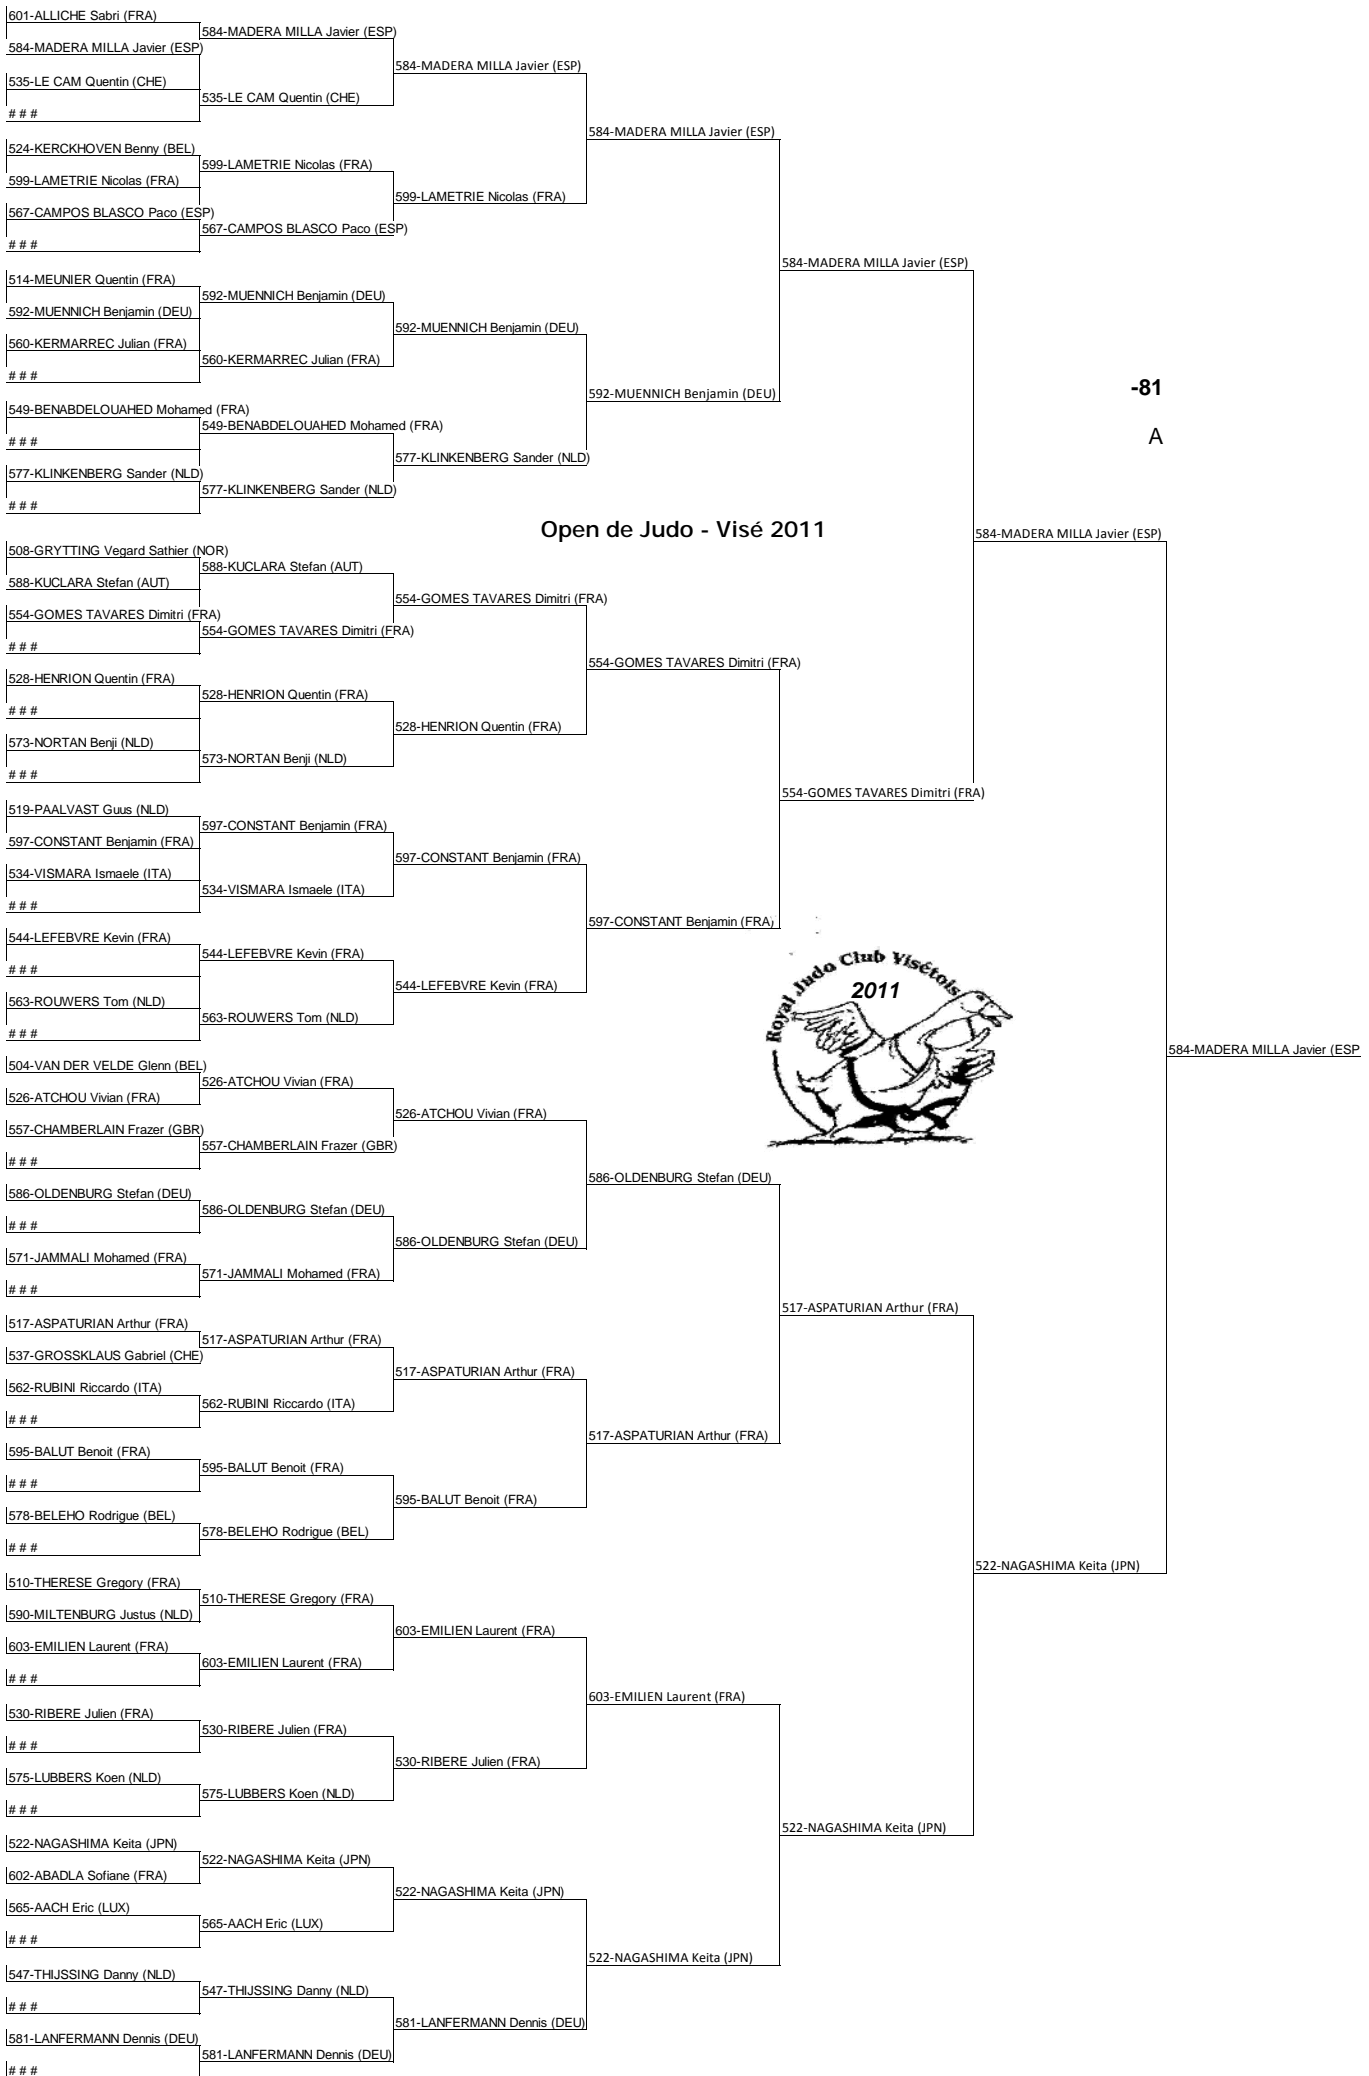 601-ALLICHE Sabri (FRA)
584-MADERA MILLA Javier (ESP)
584-MADERA MILLA Javier (ESP)
584-MADERA MILLA Javier (ESP)
535-LE CAM Quentin (CHE)
535-LE CAM Quentin (CHE)
# # #
584-MADERA MILLA Javier (ESP)
524-KERCKHOVEN Benny (BEL)
599-LAMETRIE Nicolas (FRA)
599-LAMETRIE Nicolas (FRA)
599-LAMETRIE Nicolas (FRA)
567-CAMPOS BLASCO Paco (ESP)
567-CAMPOS BLASCO Paco (ESP)
# # #
584-MADERA MILLA Javier (ESP)
514-MEUNIER Quentin (FRA)
592-MUENNICH Benjamin (DEU)
592-MUENNICH Benjamin (DEU)
592-MUENNICH Benjamin (DEU)
560-KERMARREC Julian (FRA)
560-KERMARREC Julian (FRA)
# # #
-81
592-MUENNICH Benjamin (DEU)
549-BENABDELOUAHED Mohamed (FRA)
549-BENABDELOUAHED Mohamed (FRA)
A
# # #
577-KLINKENBERG Sander (NLD)
577-KLINKENBERG Sander (NLD)
577-KLINKENBERG Sander (NLD)
# # #
Open de Judo - Visé 2011
584-MADERA MILLA Javier (ESP)
508-GRYTTING Vegard Sathier (NOR)
588-KUCLARA Stefan (AUT)
588-KUCLARA Stefan (AUT)
554-GOMES TAVARES Dimitri (FRA)
554-GOMES TAVARES Dimitri (FRA)
554-GOMES TAVARES Dimitri (FRA)
# # #
554-GOMES TAVARES Dimitri (FRA)
528-HENRION Quentin (FRA)
528-HENRION Quentin (FRA)
# # #
528-HENRION Quentin (FRA)
573-NORTAN Benji (NLD)
573-NORTAN Benji (NLD)
# # #
554-GOMES TAVARES Dimitri (FRA)
519-PAALVAST Guus (NLD)
597-CONSTANT Benjamin (FRA)
597-CONSTANT Benjamin (FRA)
597-CONSTANT Benjamin (FRA)
534-VISMARA Ismaele (ITA)
534-VISMARA Ismaele (ITA)
# # #
597-CONSTANT Benjamin (FRA)
544-LEFEBVRE Kevin (FRA)
544-LEFEBVRE Kevin (FRA)
# # #
544-LEFEBVRE Kevin (FRA)
563-ROUWERS Tom (NLD)
563-ROUWERS Tom (NLD)
# # #
Royal Judo Club Visétois
2011
584-MADERA MILLA Javier (ESP
504-VAN DER VELDE Glenn (BEL)
526-ATCHOU Vivian (FRA)
526-ATCHOU Vivian (FRA)
526-ATCHOU Vivian (FRA)
557-CHAMBERLAIN Frazer (GBR)
557-CHAMBERLAIN Frazer (GBR)
# # #
586-OLDENBURG Stefan (DEU)
586-OLDENBURG Stefan (DEU)
586-OLDENBURG Stefan (DEU)
# # #
586-OLDENBURG Stefan (DEU)
571-JAMMALI Mohamed (FRA)
571-JAMMALI Mohamed (FRA)
# # #
517-ASPATURIAN Arthur (FRA)
517-ASPATURIAN Arthur (FRA)
517-ASPATURIAN Arthur (FRA)
537-GROSSKLAUS Gabriel (CHE)
517-ASPATURIAN Arthur (FRA)
562-RUBINI Riccardo (ITA)
562-RUBINI Riccardo (ITA)
# # #
517-ASPATURIAN Arthur (FRA)
595-BALUT Benoit (FRA)
595-BALUT Benoit (FRA)
# # #
595-BALUT Benoit (FRA)
578-BELEHO Rodrigue (BEL)
578-BELEHO Rodrigue (BEL)
# # #
522-NAGASHIMA Keita (JPN)
510-THERESE Gregory (FRA)
510-THERESE Gregory (FRA)
590-MILTENBURG Justus (NLD)
603-EMILIEN Laurent (FRA)
603-EMILIEN Laurent (FRA)
603-EMILIEN Laurent (FRA)
# # #
603-EMILIEN Laurent (FRA)
530-RIBERE Julien (FRA)
530-RIBERE Julien (FRA)
# # #
530-RIBERE Julien (FRA)
575-LUBBERS Koen (NLD)
575-LUBBERS Koen (NLD)
# # #
522-NAGASHIMA Keita (JPN)
522-NAGASHIMA Keita (JPN)
522-NAGASHIMA Keita (JPN)
602-ABADLA Sofiane (FRA)
522-NAGASHIMA Keita (JPN)
565-AACH Eric (LUX)
565-AACH Eric (LUX)
# # #
522-NAGASHIMA Keita (JPN)
547-THIJSSING Danny (NLD)
547-THIJSSING Danny (NLD)
# # #
581-LANFERMANN Dennis (DEU)
581-LANFERMANN Dennis (DEU)
581-LANFERMANN Dennis (DEU)
# # #